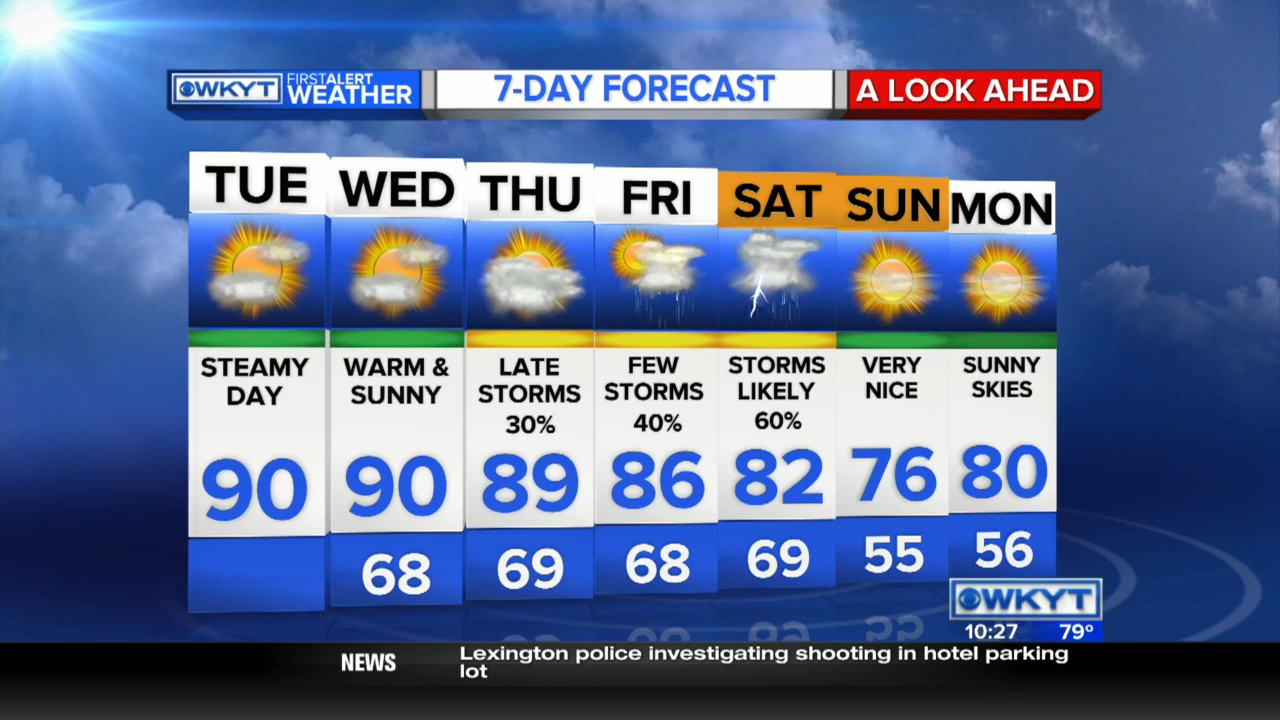 WKYT FIRST ALERT WEATHER
7-DAY FORECAST
A LOOK AHEAD
TUE WED THU FRI SAT SUN MON
STEAMY DAY
90
WARM & SUNNY
90
68
LATE STORMS
30%
89
69
FEW STORMS
40%
86
68
STORMS LIKELY
60%
82
69
VERY NICE
76
55
SUNNY SKIES
80
56
WKYT
10:27 79°
NEWS
Lexington police investigating shooting in hotel parking
lot